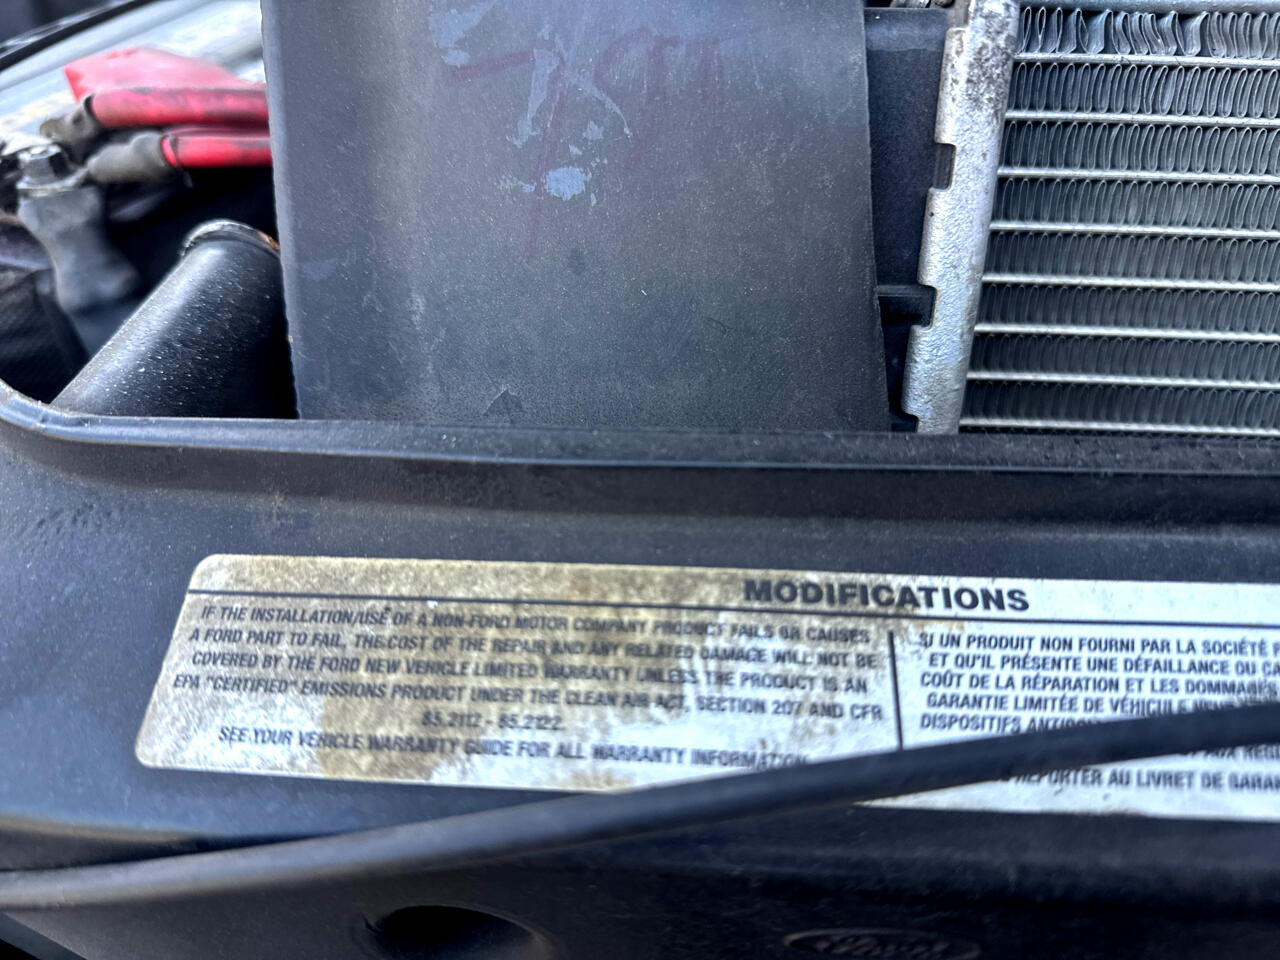 MODIFICATIONS
IF THE INSTALLATION/USE OF A NON-FORD MOTOR COMPANY PRODUCT FAILS OR CAUSES
A FORD PART TO FAIL, THE COST OF THE REPAIR AND ANY RELATED DAMAGE WILL NOT BE
COVERED BY THE FORD NEW VEHICLE LIMITED WARRANTY UNLESS THE PRODUCT IS AN
EPA "CERTIFIED" EMISSIONS PRODUCT UNDER THE CLEAN AIR ACT, SECTION 207 AND CFR
85.2112 - 85.2122.
SEE YOUR VEHICLE WARRANTY GUIDE FOR ALL WARRANTY INFORMATION
SI UN PRODUIT NON FOURNI PAR LA SOCIÉTÉ
ET QU'IL PRÉSENTE UNE DÉFAILLANCE OU
COÛT DE LA RÉPARATION ET LES DOMMAGES
GARANTIE LIMITÉE DE VÉHICULE
DISPOSITIFS
AUX
REPORTER AU LIVRET DE
Ford